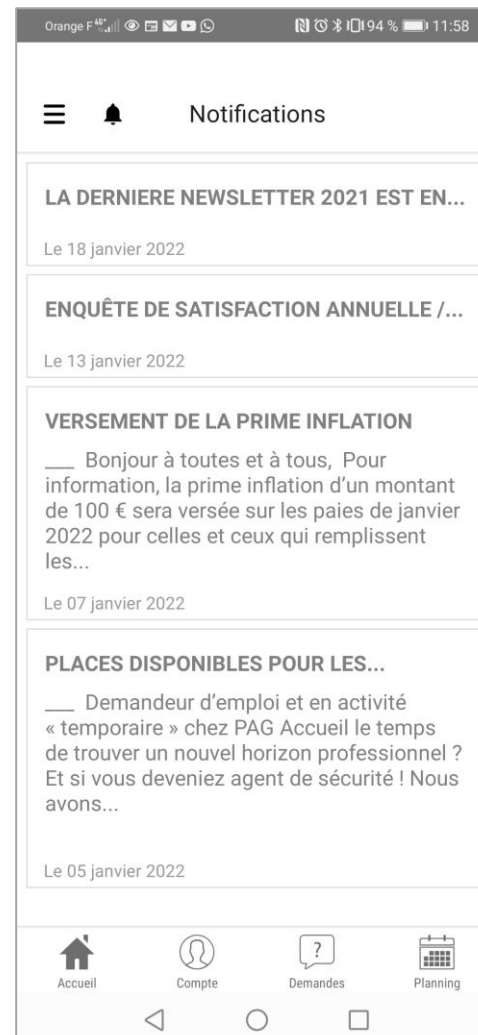 Orange F 4G+ 94 % 11:58
Notifications
LA DERNIERE NEWSLETTER 2021 EST EN...
Le 18 janvier 2022
ENQUÊTE DE SATISFACTION ANNUELLE /...
Le 13 janvier 2022
VERSEMENT DE LA PRIME INFLATION
___ Bonjour à toutes et à tous, Pour
information, la prime inflation d'un montant
de 100 € sera versée sur les paies de janvier
2022 pour celles et ceux qui remplissent
les...
Le 07 janvier 2022
PLACES DISPONIBLES POUR LES...
___ Demandeur d'emploi et en activité
« temporaire » chez PAG Accueil le temps
de trouver un nouvel horizon professionnel ?
Et si vous deveniez agent de sécurité ! Nous
avons...
Le 05 janvier 2022
Accueil Compte Demandes Planning